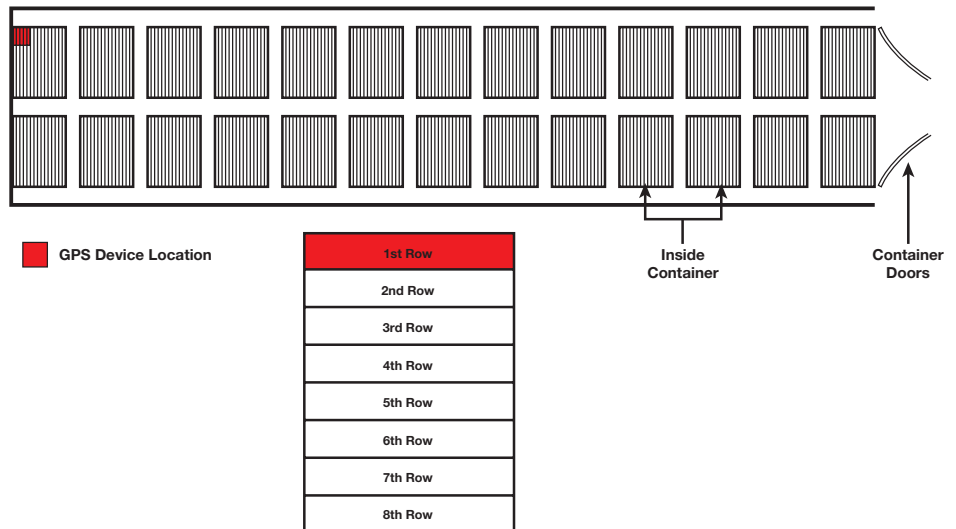 GPS Device Location
Inside
Container
Container
Doors
1st Row
2nd Row
3rd Row
4th Row
5th Row
6th Row
7th Row
8th Row